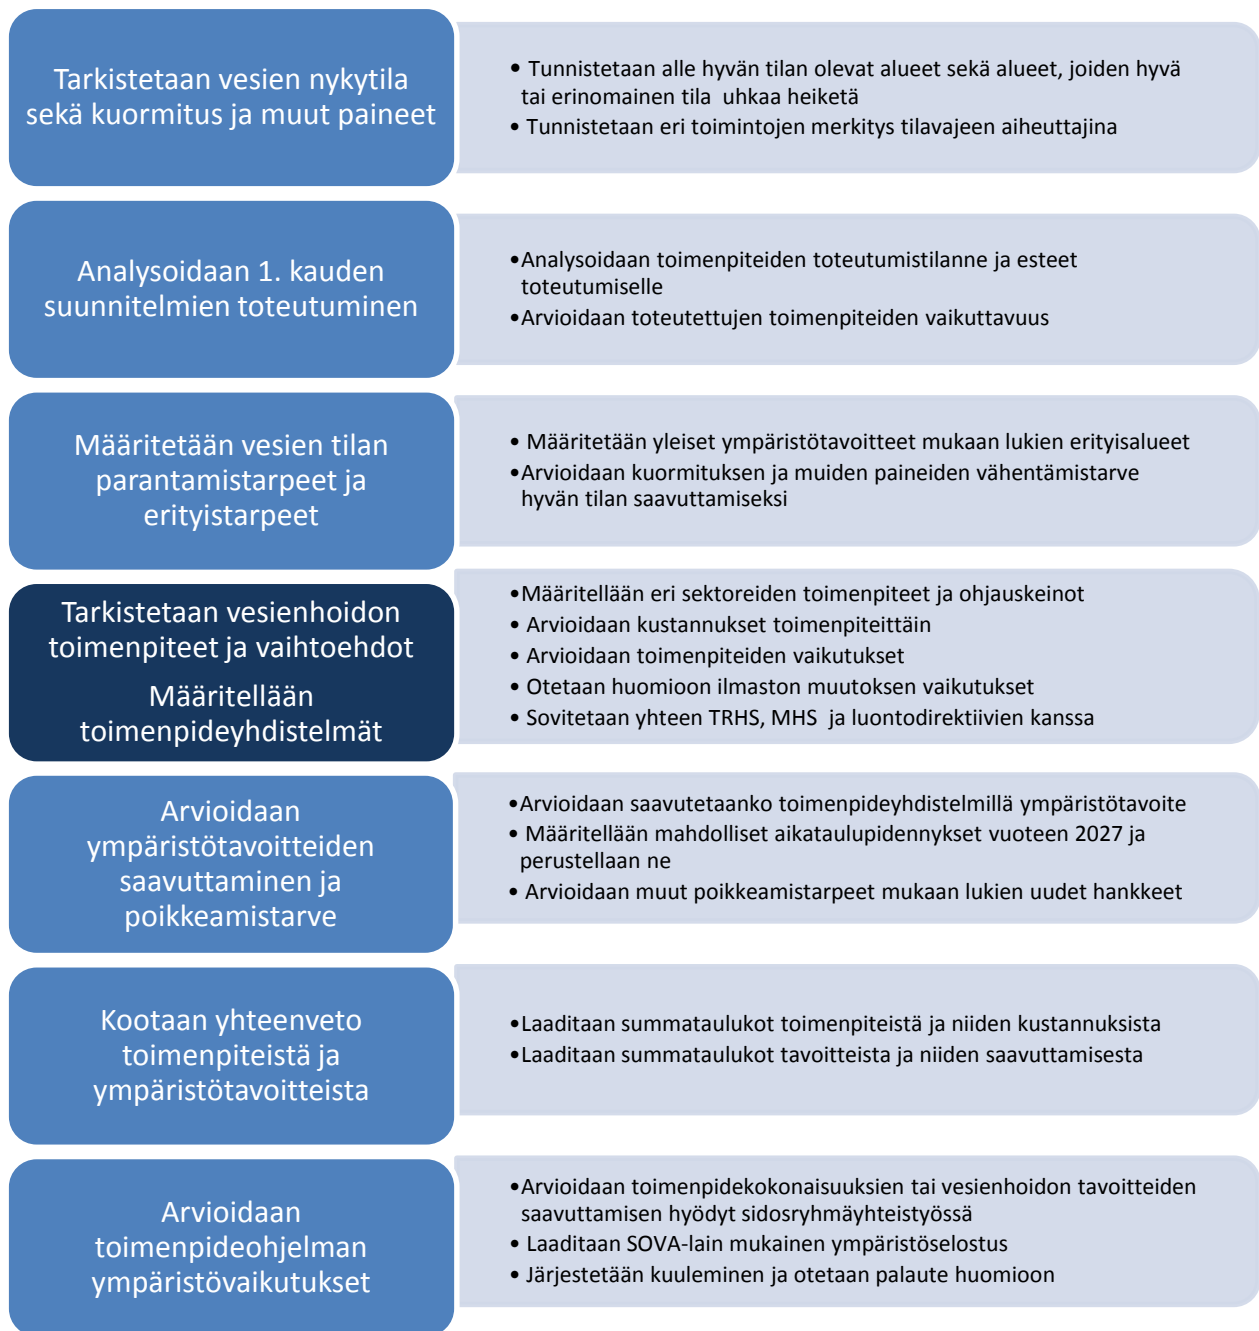 Tarkistetaan vesien nykytila
sekä kuormitus ja muut paineet
• Tunnistetaan alle hyvän tilan olevat alueet sekä alueet, joiden hyvä
tai erinomainen tila uhkaa heiketä
• Tunnistetaan eri toimintojen merkitys tilavajeen aiheuttajina
Analysoidaan 1. kauden
suunnitelmien toteutuminen
•Analysoidaan toimenpiteiden toteutumistilanne ja esteet
toteutumiselle
•Arvioidaan toteutettujen toimenpiteiden vaikuttavuus
Määritetään vesien tilan
parantamistarpeet ja
erityistarpeet
• Määritetään yleiset ympäristötavoitteet mukaan lukien erityisalueet
•Arvioidaan kuormituksen ja muiden paineiden vähentämistarve
hyvän tilan saavuttamiseksi
Tarkistetaan vesienhoidon
toimenpiteet ja vaihtoehdot
Määritellään
toimenpideyhdistelmät
•Määritellään eri sektoreiden toimenpiteet ja ohjauskeinot
• Arvioidaan kustannukset toimenpiteittäin
• Arvioidaan toimenpiteiden vaikutukset
• Otetaan huomioon ilmaston muutoksen vaikutukset
• Sovitetaan yhteen TRHS, MHS ja luontodirektiivien kanssa
Arvioidaan
ympäristötavoitteiden
saavuttaminen ja
poikkeamistarve
•Arvioidaan saavutetaanko toimenpideyhdistelmillä ympäristötavoite
• Määritellään mahdolliset aikataulupidennykset vuoteen 2027 ja
perustellaan ne
• Arvioidaan muut poikkeamistarpeet mukaan lukien uudet hankkeet
Kootaan yhteenveto
toimenpiteistä ja
ympäristötavoitteista
•Laaditaan summataulukot toimenpiteistä ja niiden kustannuksista
•Laaditaan summataulukot tavoitteista ja niiden saavuttamisesta
Arvioidaan
toimenpideohjelman
ympäristövaikutukset
•Arvioidaan toimenpidekokonaisuuksien tai vesienhoidon tavoitteiden
saavuttamisen hyödyt sidosryhmäyhteistyössä
• Laaditaan SOVA-lain mukainen ympäristöselostus
• Järjestetään kuuleminen ja otetaan palaute huomioon